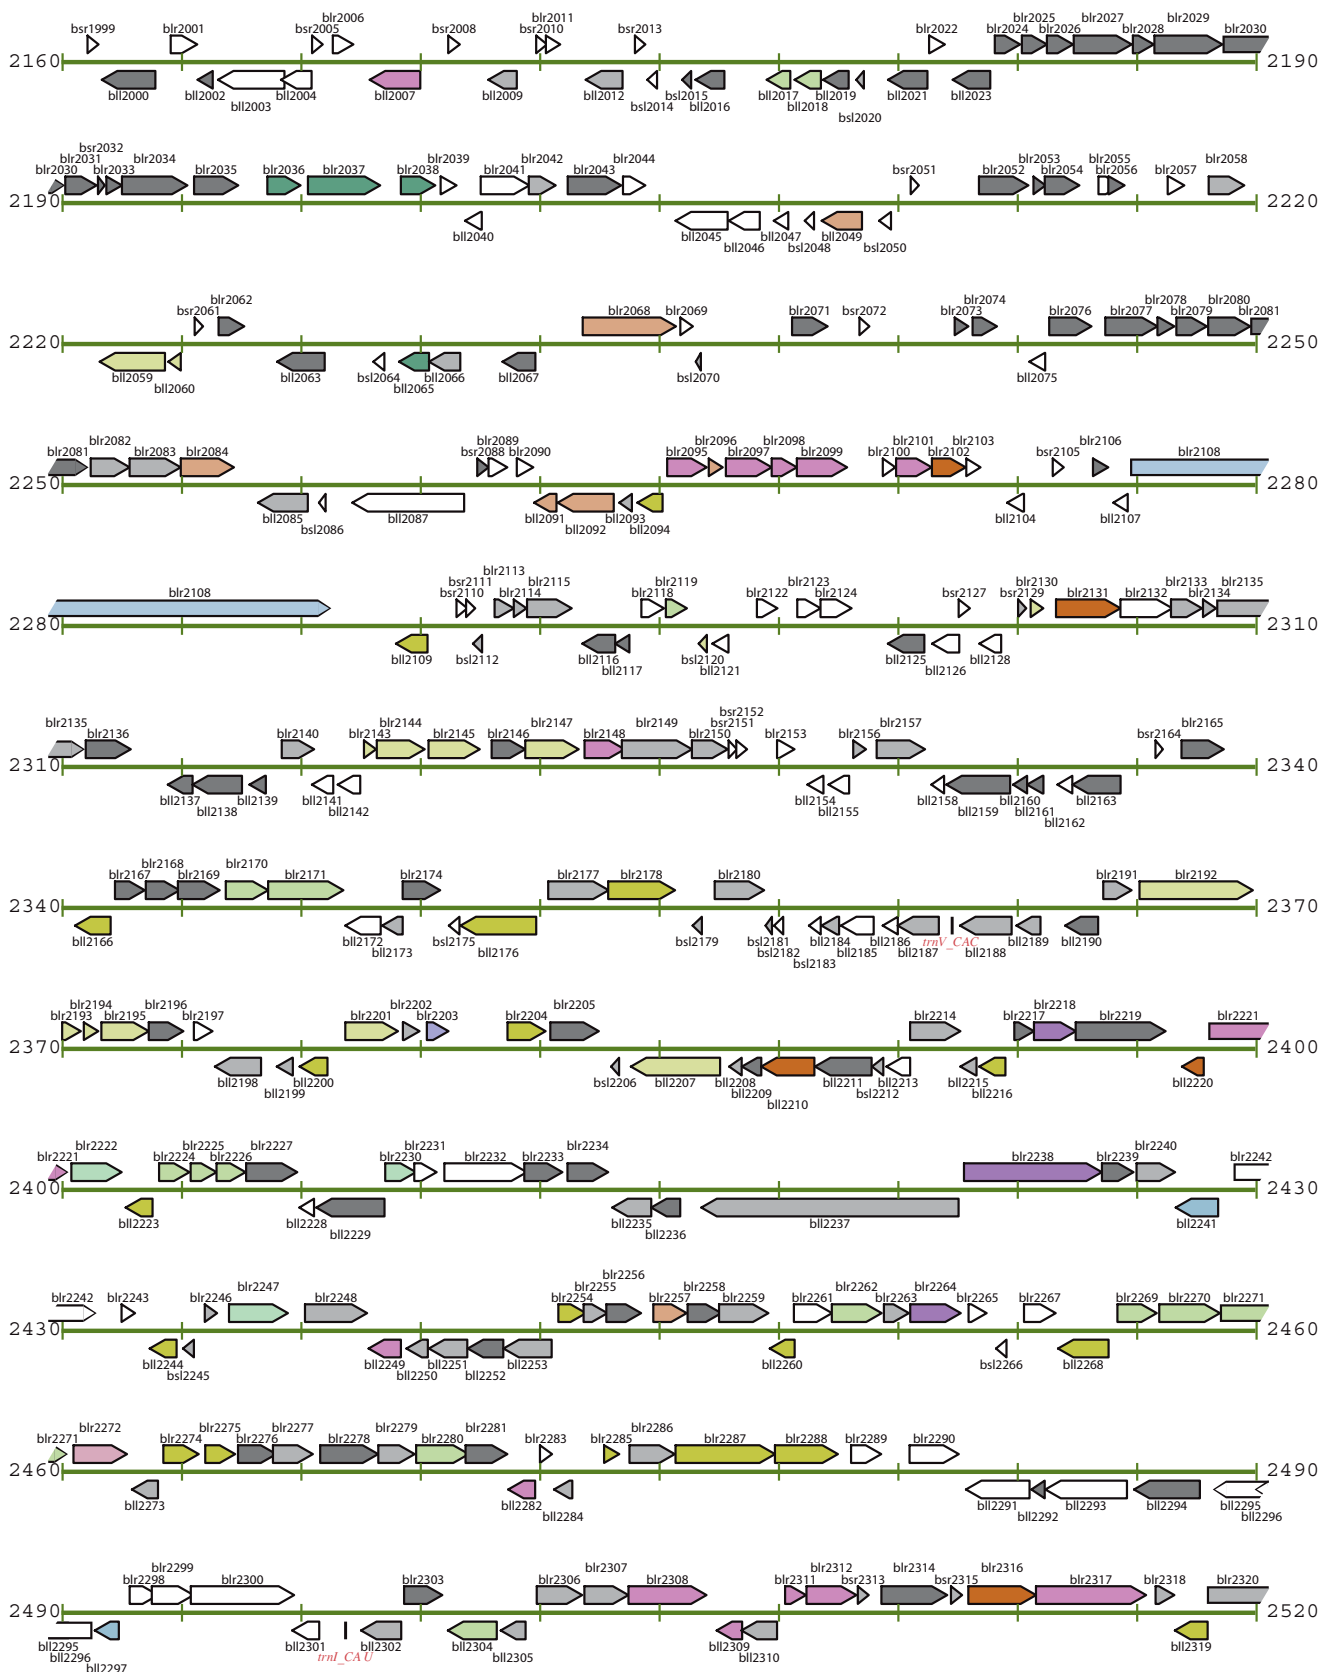 blr2006 blr2011
bsr1999 blr2001 bsr2005 bsr2008 bsr2010 bsr2013 blr2022 blr2024 blr2025 blr2026 blr2027 blr2028 blr2029 blr2030
2160 2190
bll2000 bll2002 bll2003 bll2004 bll2007 bll2009 bll2012 bsl2014 bsl2015 bll2016 bll2017 bll2018 bll2019 bsl2020 bll2021 bll2023
blr2030 blr2031 bsr2032 blr2033 blr2034 blr2035 blr2036 blr2037 blr2038 blr2039 blr2041 blr2042 blr2043 blr2044 bsr2051 blr2052 blr2053 blr2054 blr2055 blr2056 blr2057 blr2058
2190 2220
bll2040 bll2045 bll2046 bll2047 bsl2048 bll2049 bsl2050
bsr2061 blr2062 blr2068 blr2069 blr2071 bsr2072 blr2073 blr2074 blr2076 blr2077 blr2078 blr2079 blr2080 blr2081
2220 2250
bll2059 bll2060 bll2063 bsl2064 bll2065 bll2066 bll2067 bsl2070 bll2075
blr2081 blr2082 blr2083 blr2084 bsr2088 blr2089 blr2090 blr2095 blr2096 blr2097 blr2098 blr2099 blr2100 blr2101 blr2102 blr2103 bsr2105 blr2106 blr2108
2250 2280
bll2085 bsl2086 bll2087 bll2091 bll2092 bll2093 bll2094 bll2104 bll2107
blr2108 bsr2110 bsr2111 blr2113 blr2114 blr2115 blr2118 blr2119 blr2122 blr2123 blr2124 bsr2127 bsr2129 blr2130 blr2131 blr2132 blr2133 blr2134 blr2135
2280 2310
bll2109 bsl2112 bll2116 bll2117 bsl2120 bll2121 bll2125 bll2126 bll2128
blr2135 blr2136 blr2140 blr2143 blr2144 blr2145 blr2146 blr2147 blr2148 blr2149 blr2150 bsr2151 bsr2152 blr2153 blr2156 blr2157 bsr2164 blr2165
2310 2340
bll2137 bll2138 bll2139 bll2141 bll2142 bll2154 bll2155 bll2158 bll2159 bll2160 bll2161 bll2162 bll2163
blr2167 blr2168 blr2169 blr2170 blr2171 blr2174 blr2177 blr2178 blr2180 blr2191 blr2192
2340 2370
bll2166 bll2172 bll2173 bsl2175 bll2176 bsl2179 bsl2181 bsl2182 bsl2183 bll2184 bll2185 bll2186 bll2187 trnV_CAC bll2188 bll2189 bll2190
blr2193 blr2194 blr2195 blr2196 blr2197 blr2201 blr2202 blr2203 blr2204 blr2205 blr2214 blr2217 blr2218 blr2219 blr2221
2370 2400
bll2198 bll2199 bll2200 bsl2206 bll2207 bll2208 bll2209 bll2210 bll2211 bsl2212 bll2213 bll2215 bll2216 bll2220
blr2221 blr2222 blr2224 blr2225 blr2226 blr2227 blr2230 blr2231 blr2232 blr2233 blr2234 blr2238 blr2239 blr2240 blr2242
2400 2430
bll2223 bll2228 bll2229 bll2235 bll2236 bll2237 bll2241
blr2242 blr2243 blr2246 blr2247 blr2248 blr2254 blr2255 blr2256 blr2257 blr2258 blr2259 blr2261 blr2262 blr2263 blr2264 blr2265 blr2267 blr2269 blr2270 blr2271
2430 2460
bll2244 bsl2245 bll2249 bll2250 bll2251 bll2252 bll2253 bll2260 bsl2266 bll2268
blr2271 blr2272 blr2274 blr2275 blr2276 blr2277 blr2278 blr2279 blr2280 blr2281 blr2283 blr2285 blr2286 blr2287 blr2288 blr2289 blr2290
2460 2490
bll2273 bll2282 bll2284 bll2291 bll2292 bll2293 bll2294 bll2295 bll2296
blr2298 blr2299 blr2300 blr2303 blr2306 blr2307 blr2308 blr2311 blr2312 bsr2313 blr2314 bsr2315 blr2316 blr2317 blr2318 blr2320
2490 2520
bll2295 bll2296 bll2297 bll2301 trnI_CAU bll2302 bll2304 bll2305 bll2309 bll2310 bll2319